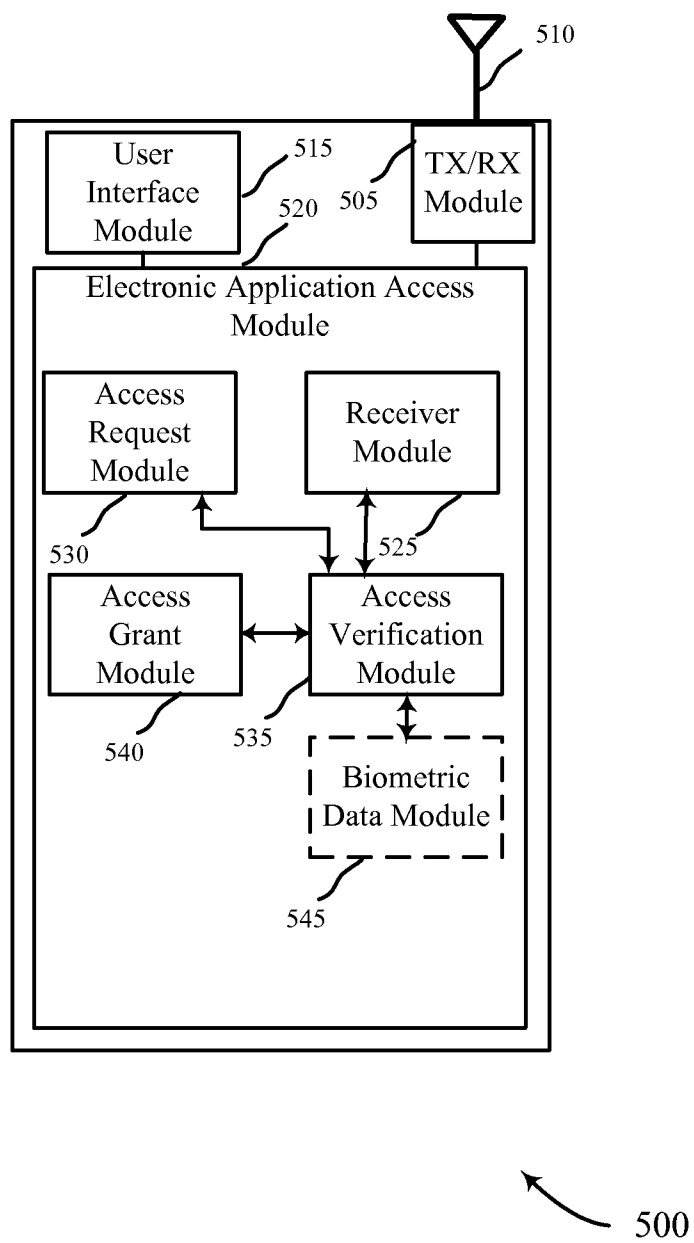 510
User
Interface
Module
515
505
TX/RX
Module
520
Electronic Application Access
Module
Access
Request
Module
530
Receiver
Module
525
Access
Grant
Module
540
Access
Verification
Module
535
Biometric
Data Module
545
500